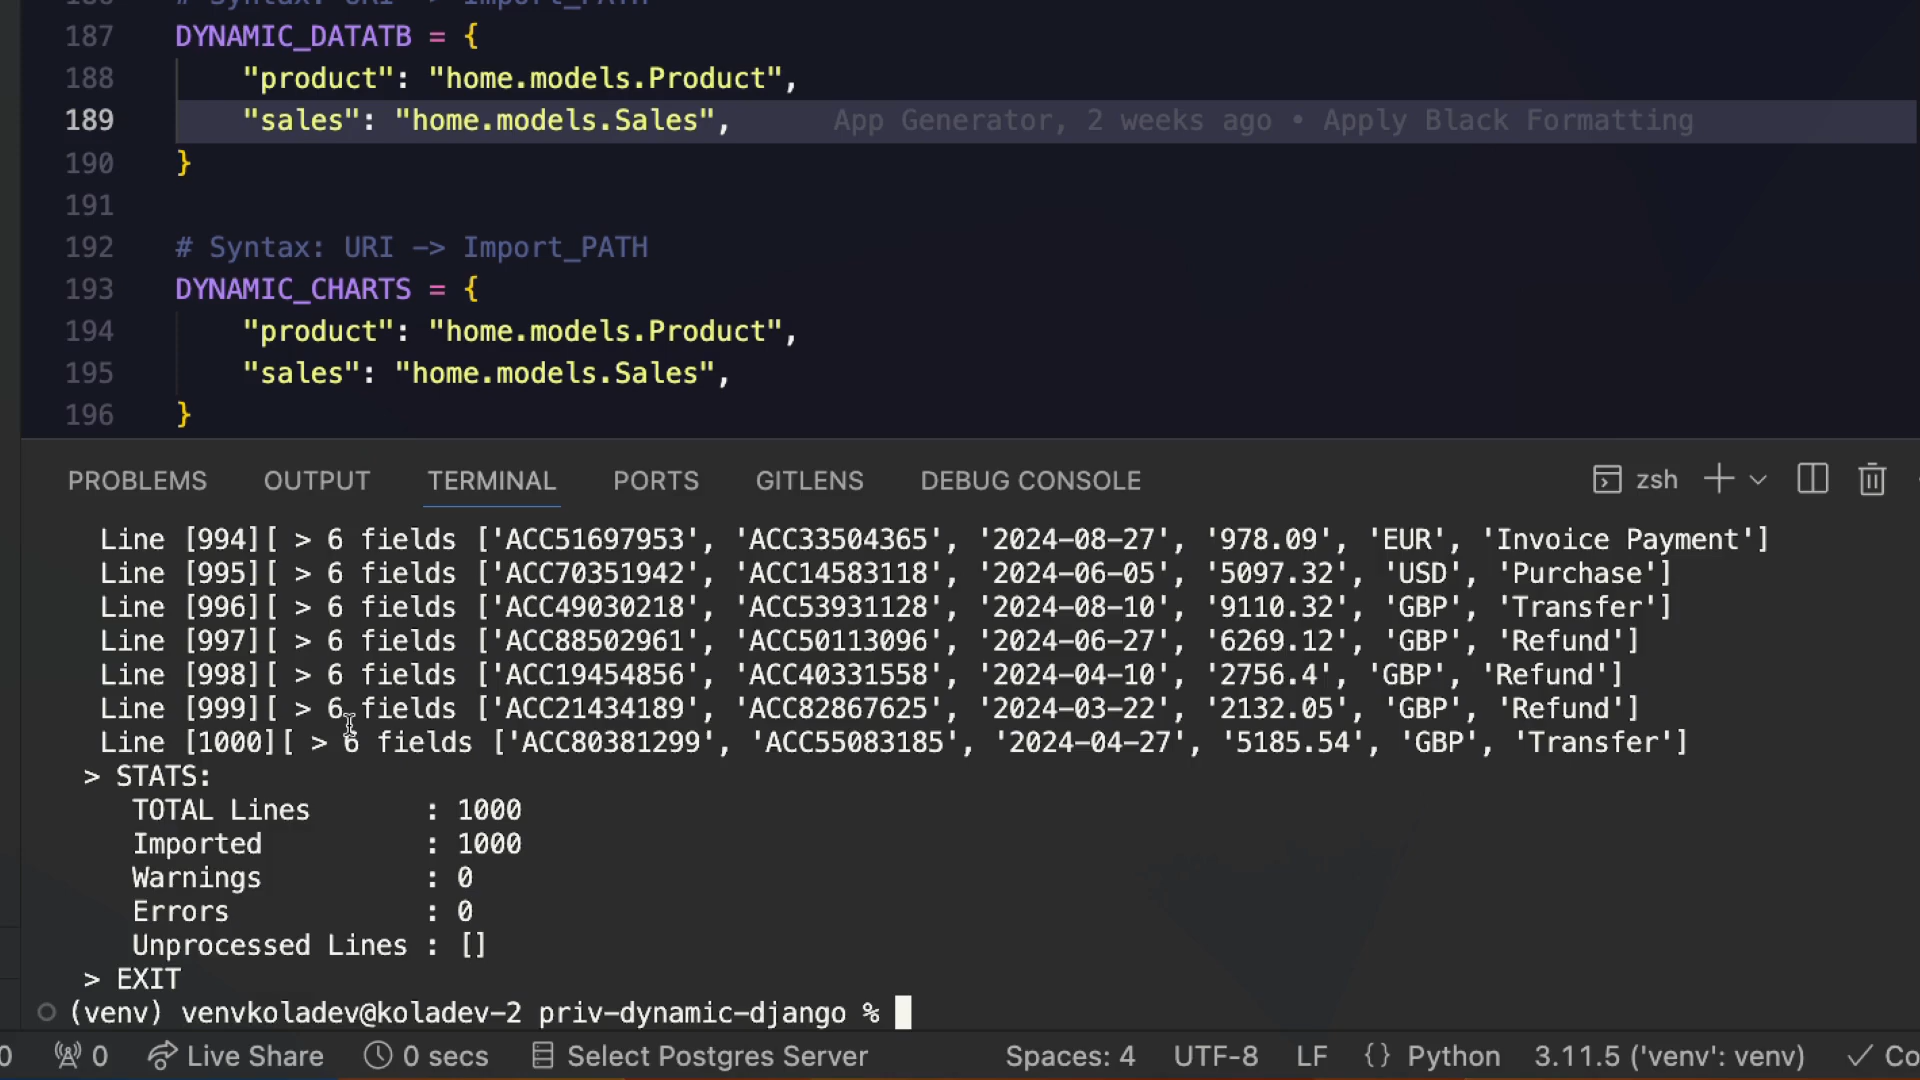 186 # Syntax: URI -> Import_PATH
187 DYNAMIC_DATATB = {
188 "product": "home.models.Product",
189 "sales": "home.models.Sales", App Generator, 2 weeks ago • Apply Black Formatting
190 }
191
192 # Syntax: URI -> Import_PATH
193 DYNAMIC_CHARTS = {
194 "product": "home.models.Product",
195 "sales": "home.models.Sales",
196 }
PROBLEMS OUTPUT TERMINAL PORTS GITLENS DEBUG CONSOLE zsh
Line [994][ > 6 fields ['ACC51697953', 'ACC33504365', '2024-08-27', '978.09', 'EUR', 'Invoice Payment']
Line [995][ > 6 fields ['ACC70351942', 'ACC14583118', '2024-06-05', '5097.32', 'USD', 'Purchase']
Line [996][ > 6 fields ['ACC49030218', 'ACC53931128', '2024-08-10', '9110.32', 'GBP', 'Transfer']
Line [997][ > 6 fields ['ACC88502961', 'ACC50113096', '2024-06-27', '6269.12', 'GBP', 'Refund']
Line [998][ > 6 fields ['ACC19454856', 'ACC40331558', '2024-04-10', '2756.4', 'GBP', 'Refund']
Line [999][ > 6 fields ['ACC21434189', 'ACC82867625', '2024-03-22', '2132.05', 'GBP', 'Refund']
Line [1000][ > 6 fields ['ACC80381299', 'ACC55083185', '2024-04-27', '5185.54', 'GBP', 'Transfer']
> STATS:
TOTAL Lines : 1000
Imported : 1000
Warnings : 0
Errors : 0
Unprocessed Lines : []
> EXIT
(venv) venvkoladev@koladev-2 priv-dynamic-django %
0 0 Live Share 0 secs Select Postgres Server Spaces: 4 UTF-8 LF {} Python 3.11.5 ('venv': venv) ✓ Co